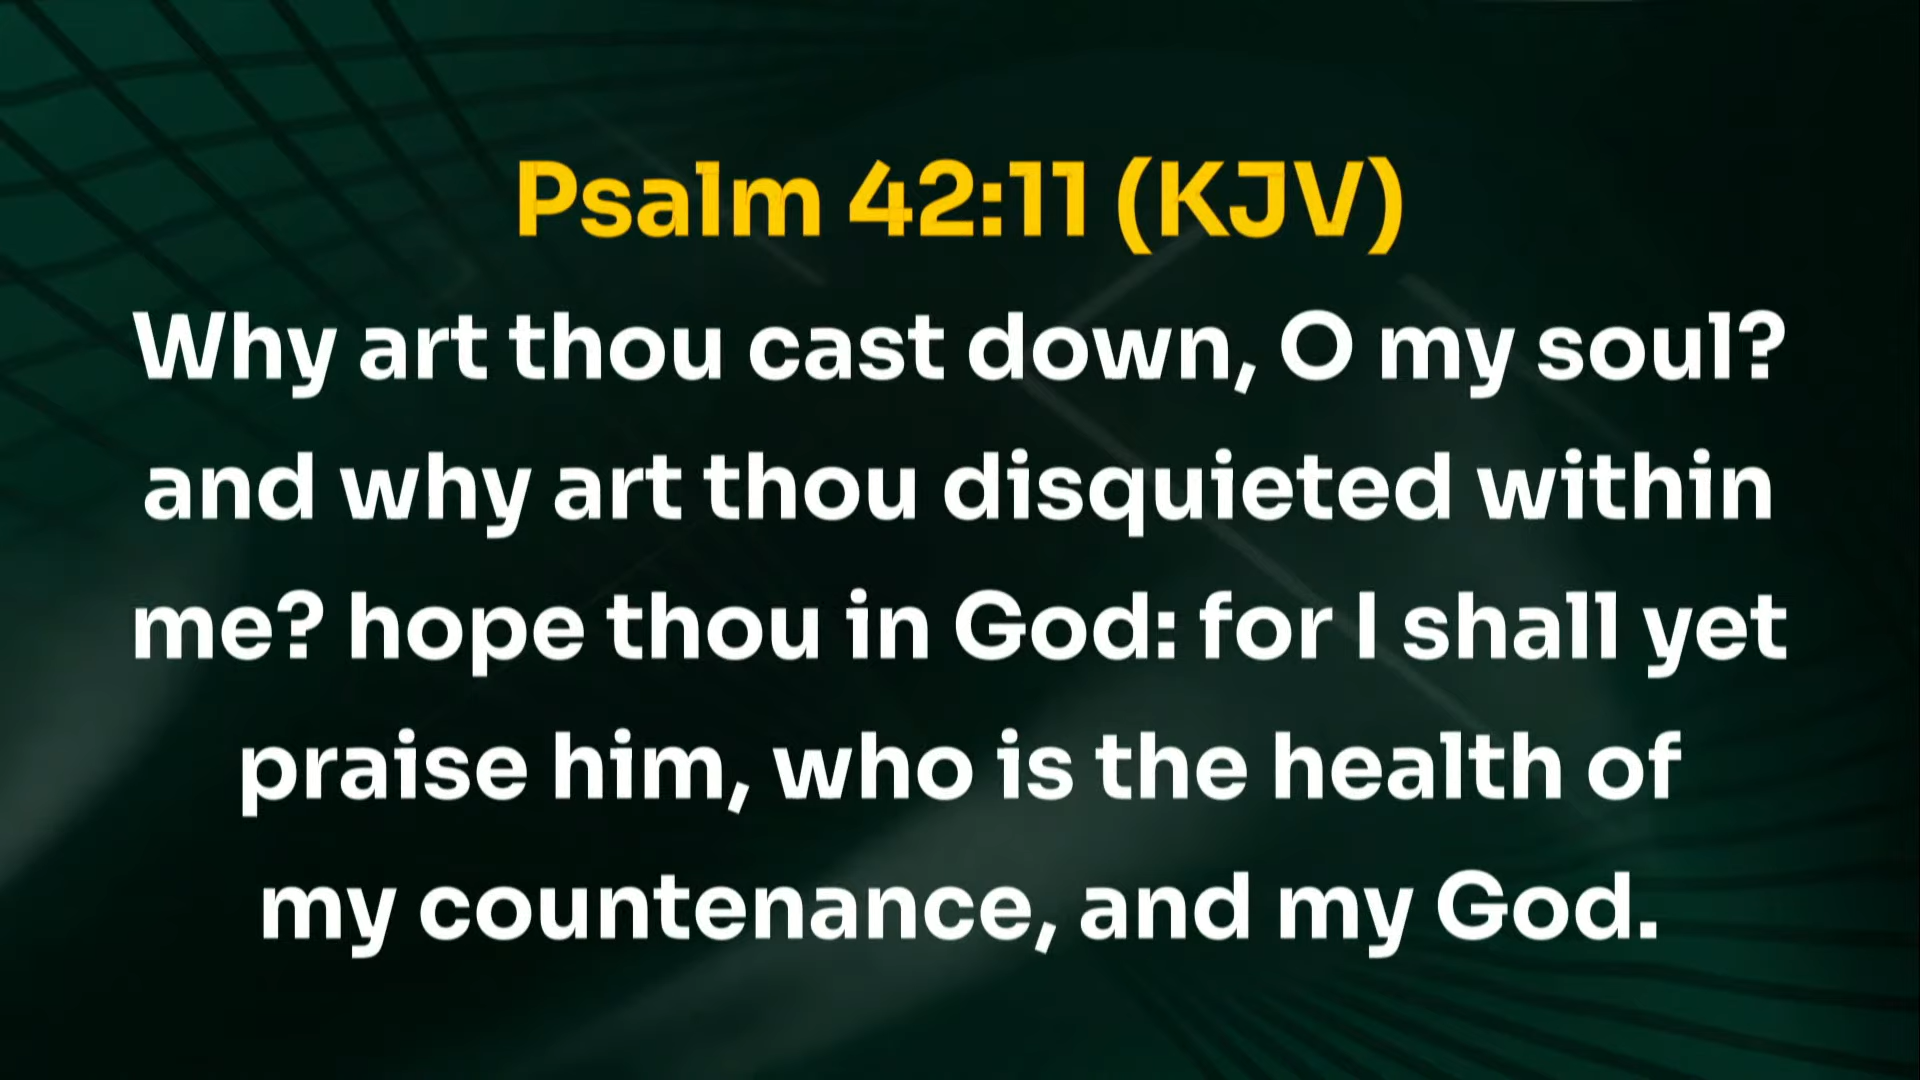 Psalm 42:11 (KJV)
Why art thou cast down, O my soul?
and why art thou disquieted within
me? hope thou in God: for I shall yet
praise him, who is the health of
my countenance, and my God.